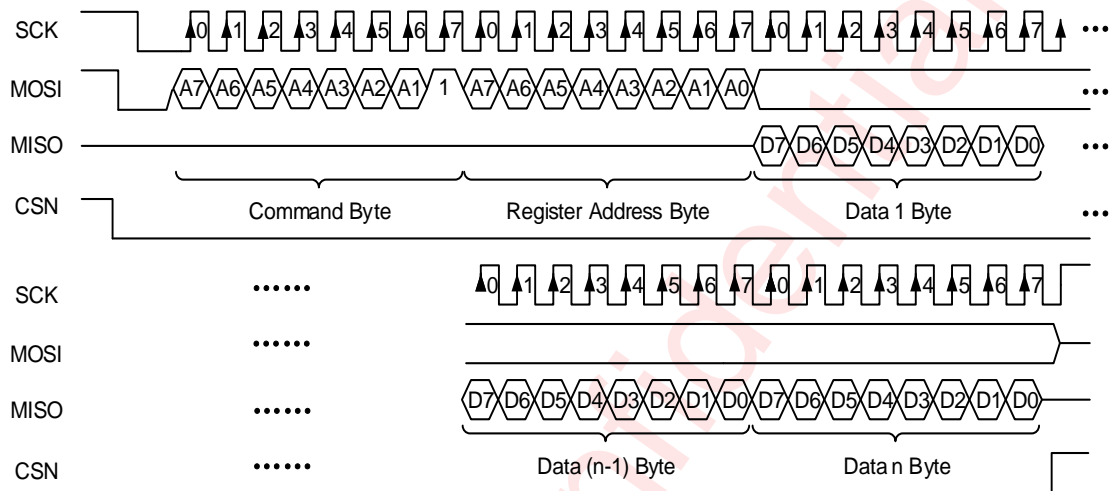 SCK 0 1 2 3 4 5 6 7 0 1 2 3 4 5 6 7 0 1 2 3 4 5 6 7 •••
MOSI A7 A6 A5 A4 A3 A2 A1 1 A7 A6 A5 A4 A3 A2 A1 A0 •••
MISO D7 D6 D5 D4 D3 D2 D1 D0 •••
Command Byte Register Address Byte Data 1 Byte
CSN •••
SCK •••••• 0 1 2 3 4 5 6 7 0 1 2 3 4 5 6 7
MOSI ••••••
MISO •••••• D7 D6 D5 D4 D3 D2 D1 D0 D7 D6 D5 D4 D3 D2 D1 D0
Data (n-1) Byte Data n Byte
CSN ••••••
nfidential